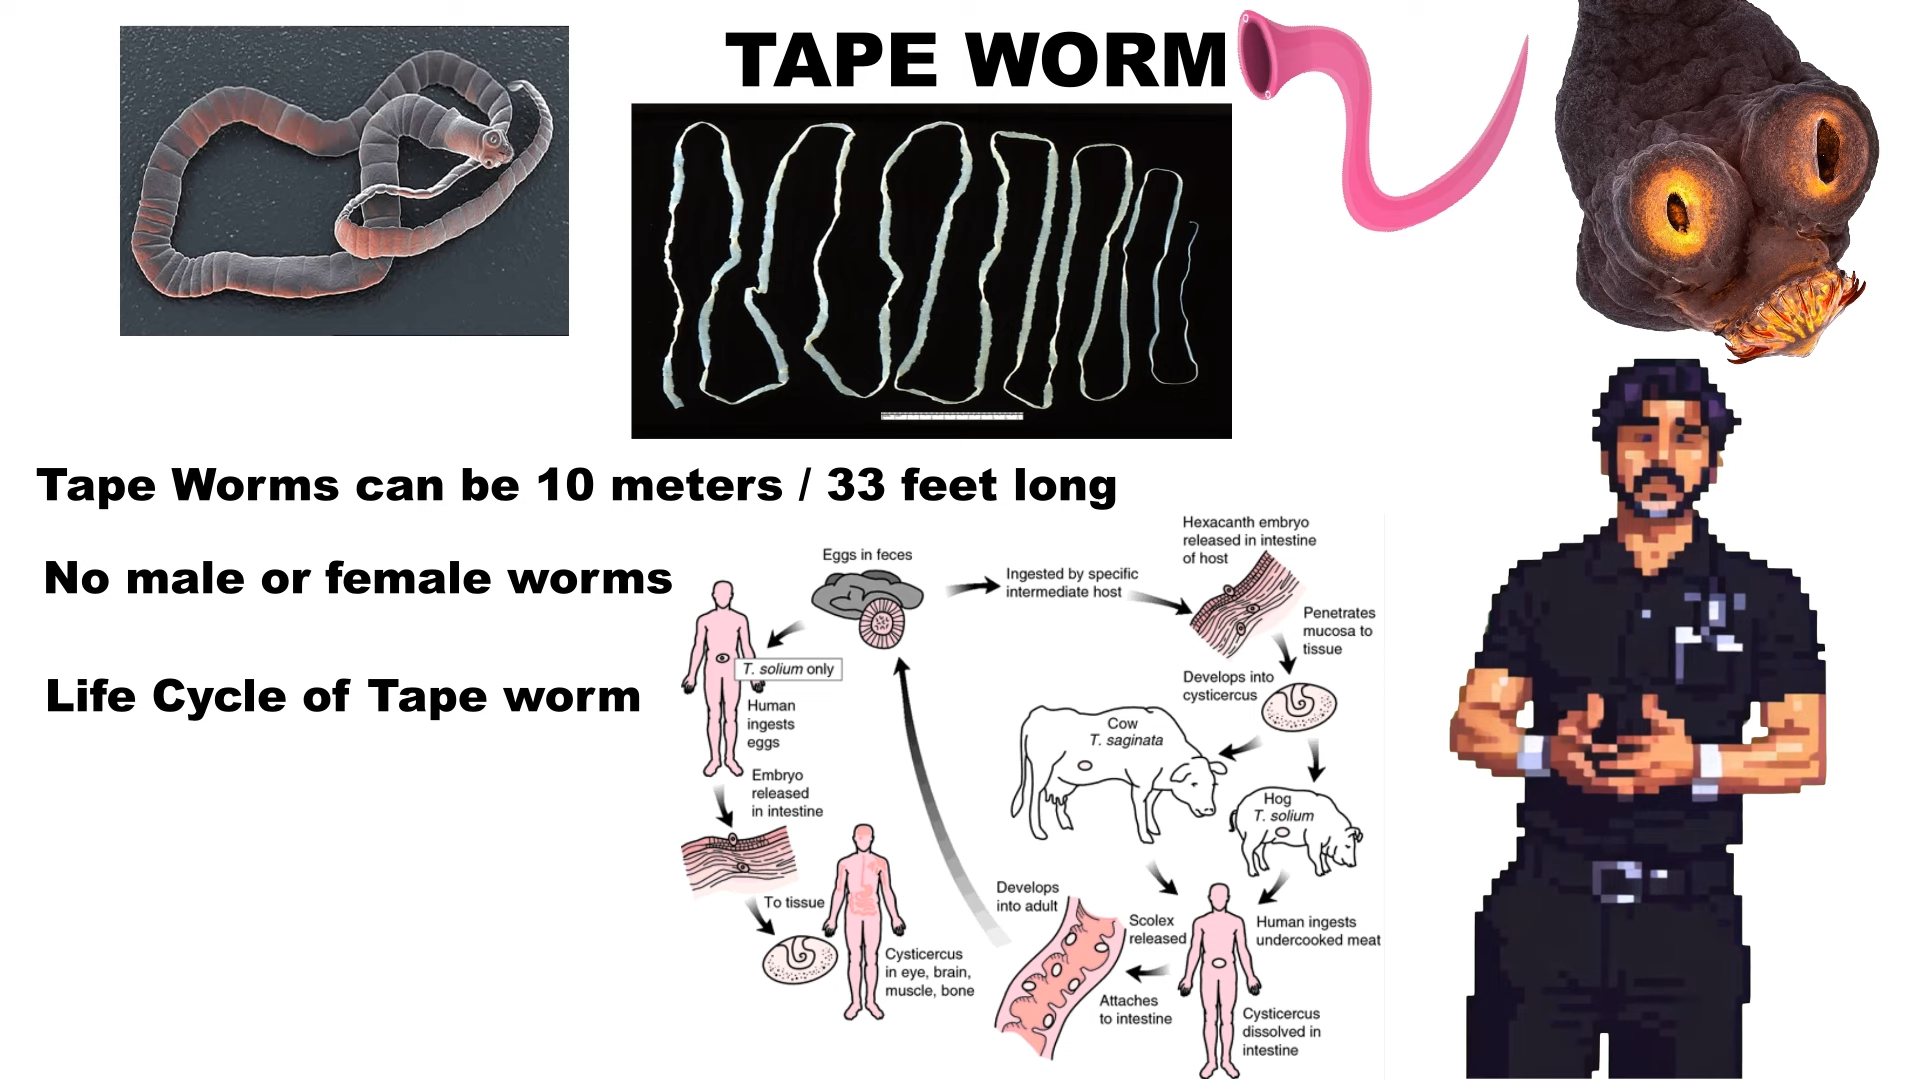 TAPE WORM
Tape Worms can be 10 meters / 33 feet long
No male or female worms
Life Cycle of Tape worm
Eggs in feces
Ingested by specific
intermediate host
Hexacanth embryo
released in intestine
of host
Penetrates
mucosa to
tissue
Develops into
cysticercus
Cow
T. saginata
Hog
T. solium
Human ingests
undercooked meat
Cysticercus
dissolved in
intestine
Scolex
released
Attaches
to intestine
Develops
into adult
T. solium only
Human
ingests
eggs
Embryo
released
in intestine
To tissue
Cysticercus
in eye, brain,
muscle, bone